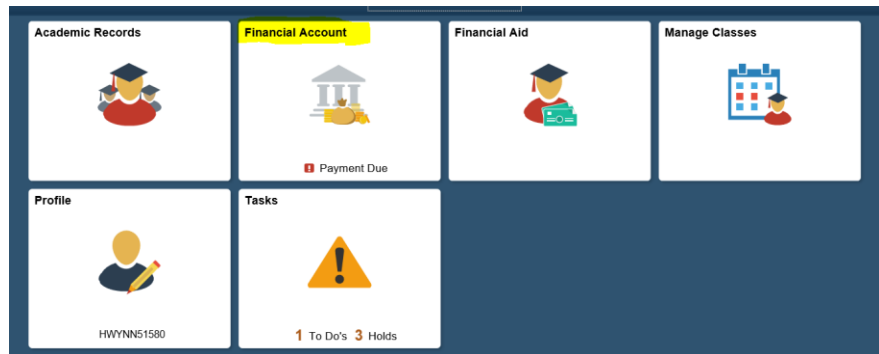 Academic Records
Financial Account
Financial Aid
Manage Classes
! Payment Due
Profile
Tasks
HWYNN51580
1 To Do's 3 Holds